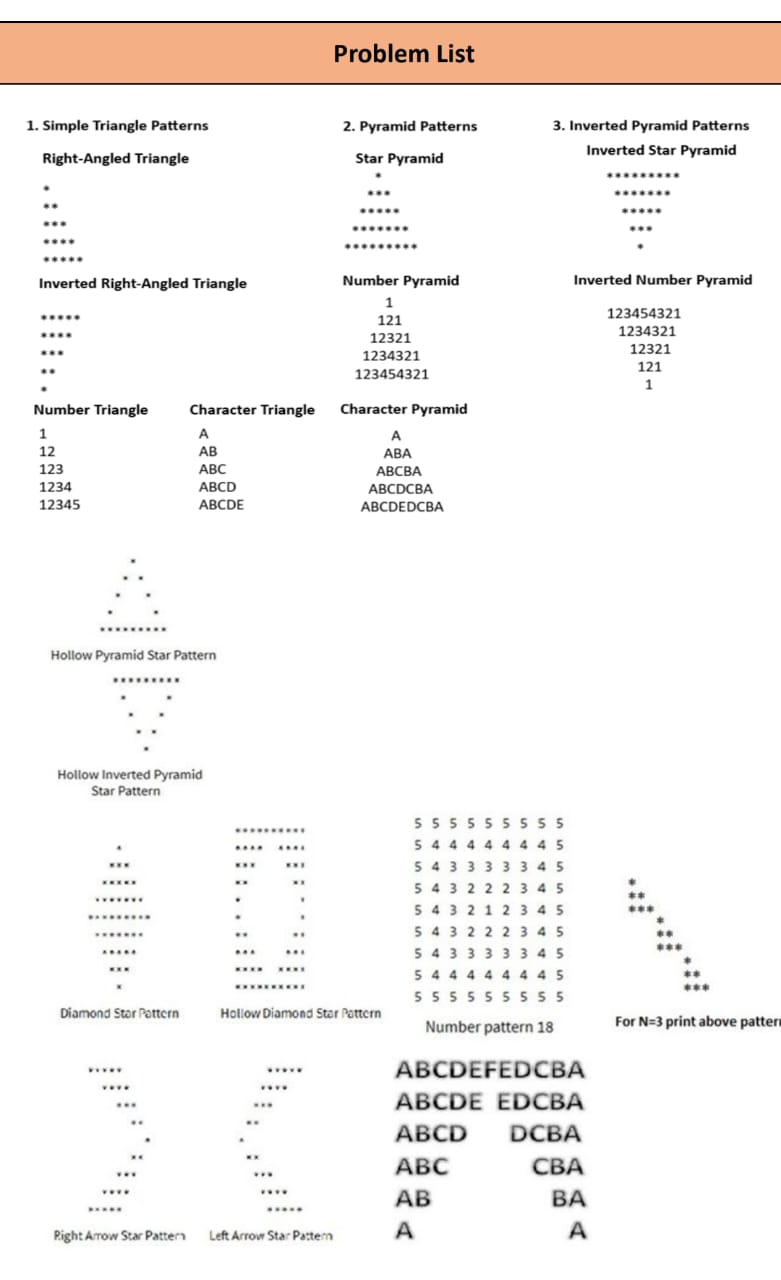 Problem List
1. Simple Triangle Patterns
Right-Angled Triangle
*
**
***
****
*****
Inverted Right-Angled Triangle
*****
****
***
**
*
Number Triangle
1
12
123
1234
12345
Character Triangle
A
AB
ABC
ABCD
ABCDE
2. Pyramid Patterns
Star Pyramid
*
***
*****
*******
*********
Number Pyramid
1
121
12321
1234321
123454321
Character Pyramid
A
ABA
ABCBA
ABCDCBA
ABCDEDCBA
3. Inverted Pyramid Patterns
Inverted Star Pyramid
*********
*******
*****
***
*
Inverted Number Pyramid
123454321
1234321
12321
121
1
*
* *
*   *
*     *
*********
Hollow Pyramid Star Pattern
*********
*     *
*   *
* *
*
Hollow Inverted Pyramid
Star Pattern
*
***
*****
*******
*********
*******
*****
***
*
Diamond Star Pattern
**********
**** ****
***    ***
**      **
*        *
*        *
**      **
***    ***
**** ****
**********
Hollow Diamond Star Pattern
5 5 5 5 5 5 5 5 5
5 4 4 4 4 4 4 4 5
5 4 3 3 3 3 3 4 5
5 4 3 2 2 2 3 4 5
5 4 3 2 1 2 3 4 5
5 4 3 2 2 2 3 4 5
5 4 3 3 3 3 3 4 5
5 4 4 4 4 4 4 4 5
5 5 5 5 5 5 5 5 5
Number pattern 18
*
**
***
*
**
***
*
**
***
For N=3 print above patter
*****
****
***
**
*
**
***
****
*****
Right Arrow Star Pattern
*****
****
***
**
*
**
***
****
*****
Left Arrow Star Pattern
ABCDEFEDCBA
ABCDE EDCBA
ABCD DCBA
ABC CBA
AB BA
A A